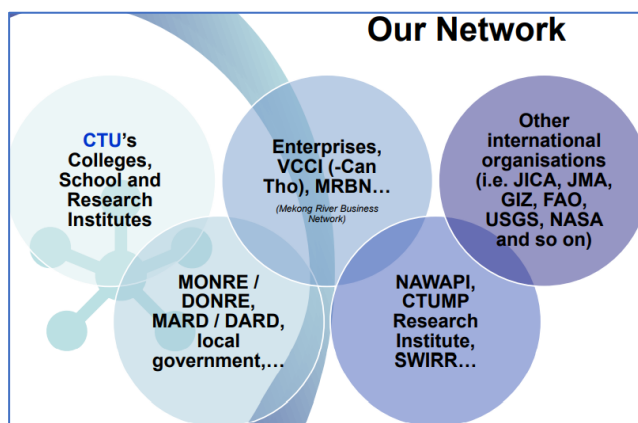 Our Network
CTU's
Colleges,
School and
Research
Institutes
Enterprises,
VCCI (-Can
Tho), MRBN…
(Mekong River Business
Network)
Other
international
organisations
(i.e. JICA, JMA,
GIZ, FAO,
USGS, NASA
and so on)
MONRE /
DONRE,
MARD / DARD,
local
government,…
NAWAPI,
CTUMP
Research
Institute,
SWIRR…